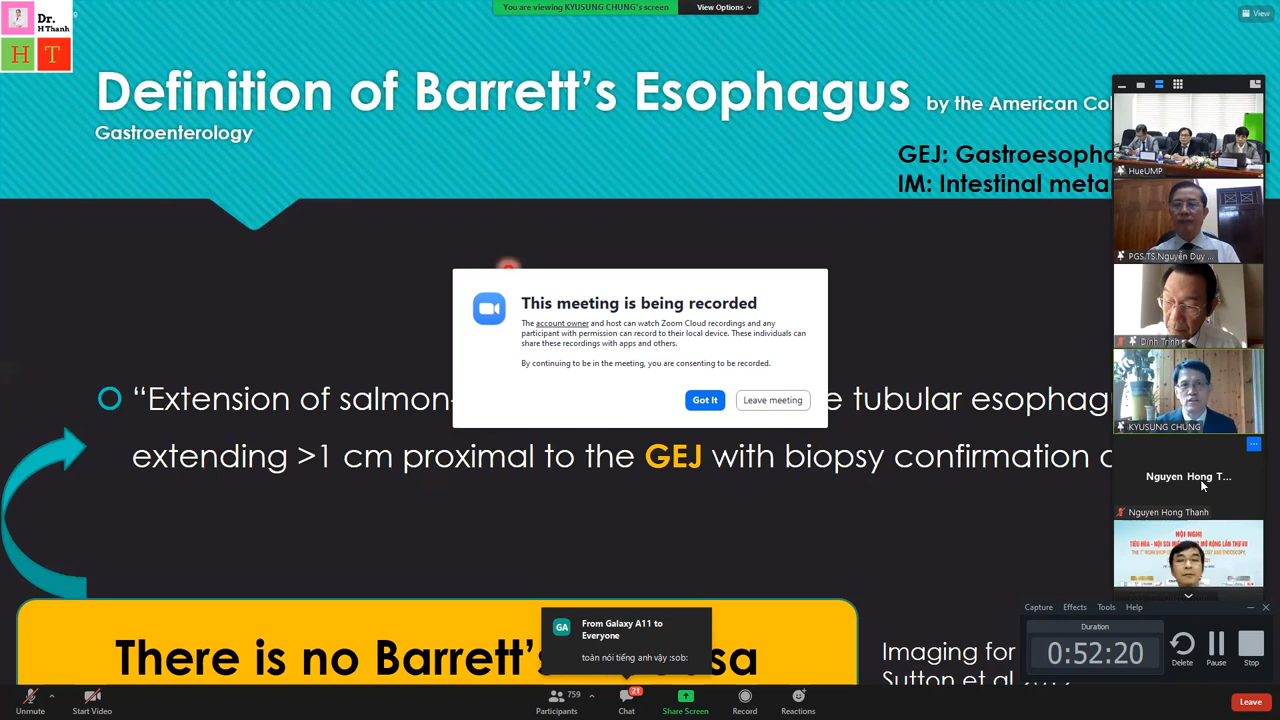 Dr.
H Thanh
H T
You are viewing KYUSUNG CHUNG's screen
View Options
View
Definition of Barrett's Esophagus by the American Co
Gastroenterology
GEJ: Gastroesopha
IM: Intestinal meta
HueUMP
PGS.TS.Nguyễn Duy ...
Dinh Trinh
KYUSUNG CHUNG
Nguyen Hong T...
Nguyen Hong Thanh
HỘI NGHỊ
This meeting is being recorded
The account owner and host can watch Zoom Cloud recordings and any
participant with permission can record to their local device. These individuals can
share these recordings with apps and others.
By continuing to be in the meeting, you are consenting to be recorded.
Got It
Leave meeting
“Extension of salmon- e tubular esophagu
extending >1 cm proximal to the GEJ with biopsy confirmation
There is no Barrett's sa
Imaging for
Sutton et al
GA
From Galaxy A11 to
Everyone
toàn nói tiếng anh vậy :sob:
Capture Effects Tools Help
Duration
0:52:20
Delete
Pause
Stop
Unmute
Start Video
759
Participants
21
Chat
Share Screen
Record
Reactions
Leave